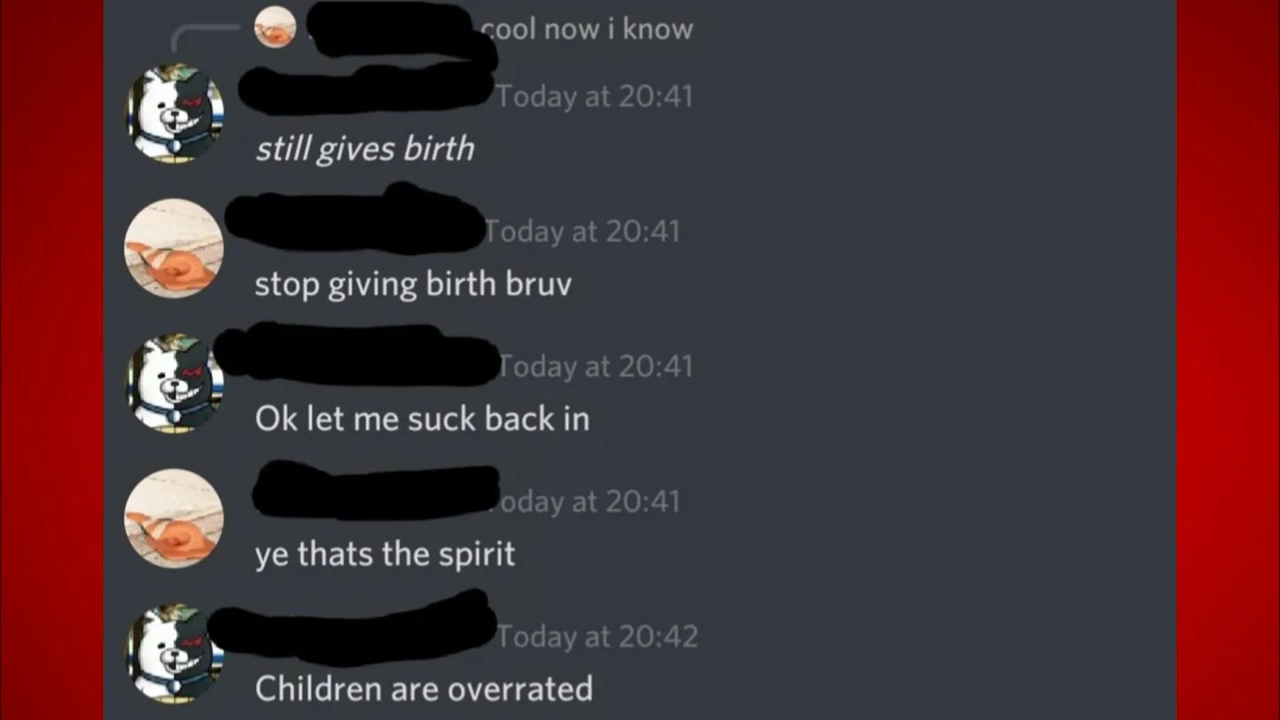 cool now i know
Today at 20:41
still gives birth
Today at 20:41
stop giving birth bruv
Today at 20:41
Ok let me suck back in
oday at 20:41
ye thats the spirit
Today at 20:42
Children are overrated